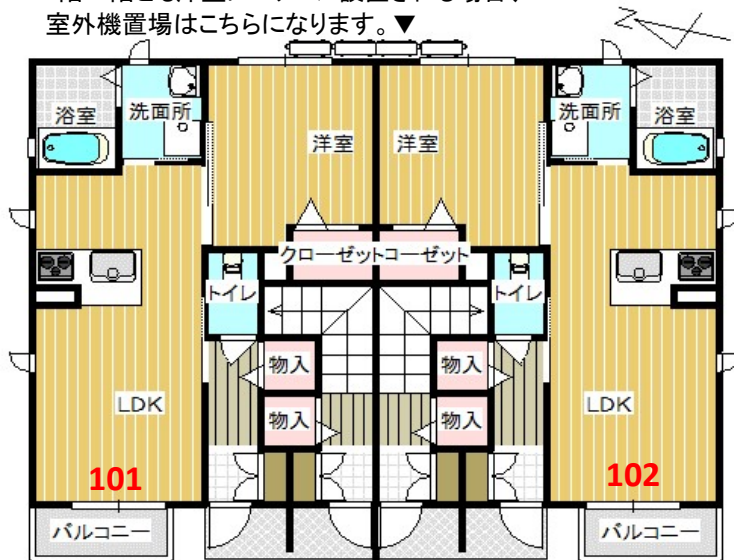 室外機置場はこちらになります。▼
浴室
洗面所
洋室
洋室
洗面所
浴室
クローゼット
コーゼット
トイレ
トイレ
物入
物入
物入
物入
LDK
LDK
101
102
バルコニー
バルコニー